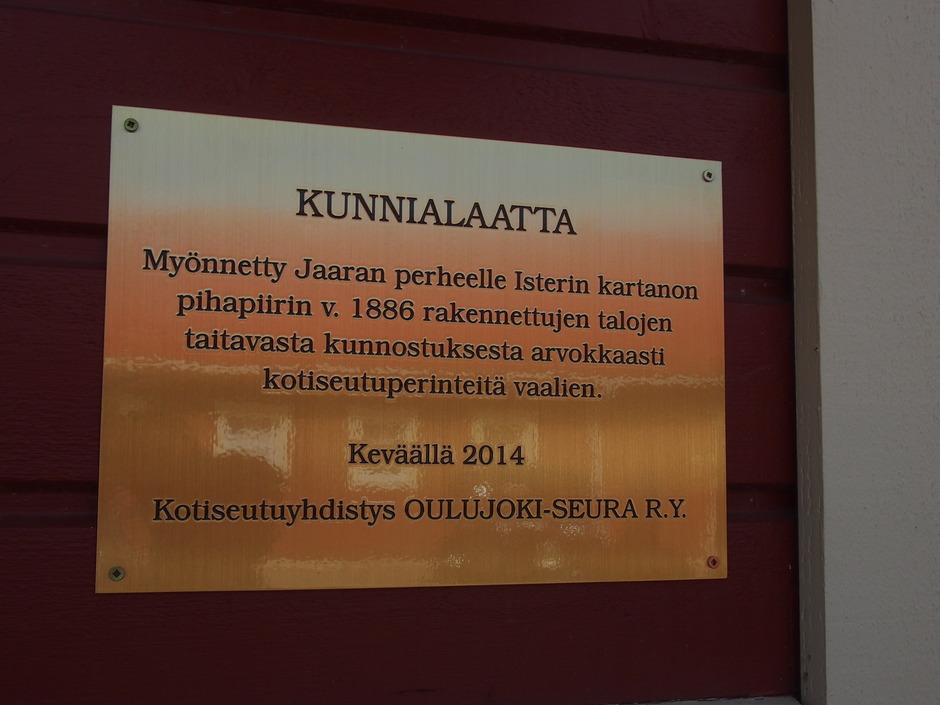 KUNNIALAATTA
Myönnetty Jaaran perheelle Isterin kartanon
pihapiirin v. 1886 rakennettujen talojen
taitavasta kunnostuksesta arvokkaasti
kotiseutuperinteitä vaalien.
Keväällä 2014
Kotiseutuyhdistys OULUJOKI-SEURA R.Y.